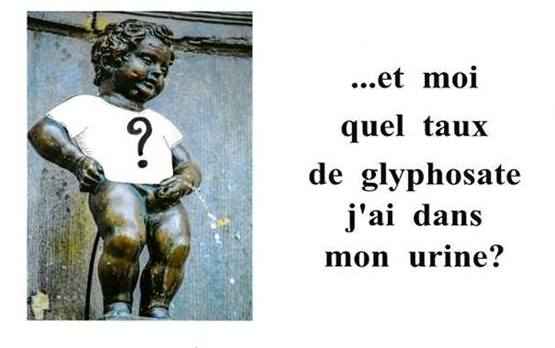 ?
...et moi
quel taux
de glyphosate
j'ai dans
mon urine?